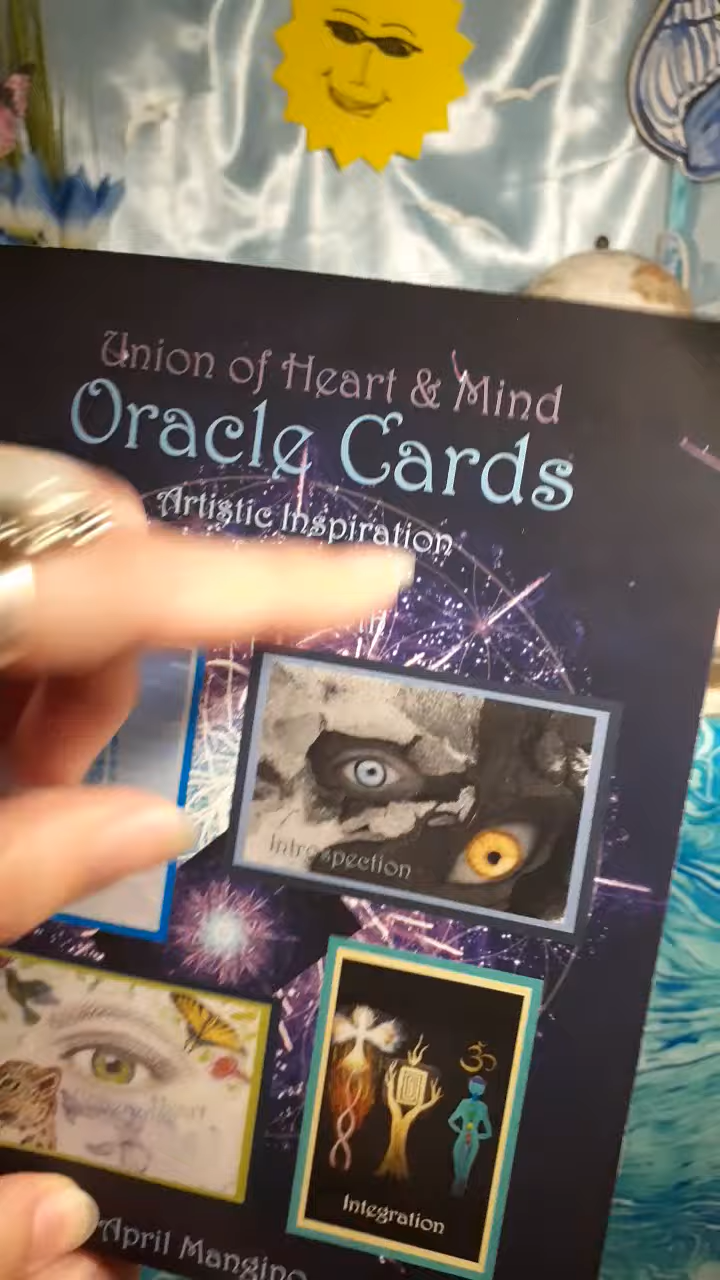 Union of Heart & Mind
Oracle Cards
Artistic Inspiration
Introspection
ॐ
Integration
April Mangino